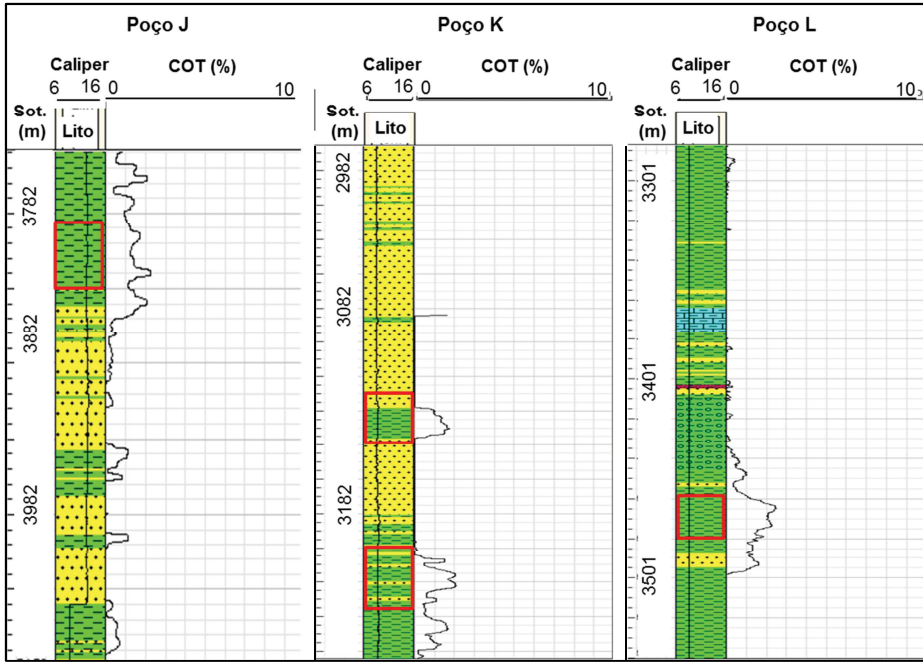 Poço J
Caliper
6 16
COT (%)
0 10
Sot.
(m)
Lito
3782
3882
3982
Poço K
Caliper
6 16
COT (%)
0 10
Sot.
(m)
Lito
2982
3082
3182
Poço L
Caliper
6 16
COT (%)
0 10
Sot.
(m)
Lito
3301
3401
3501